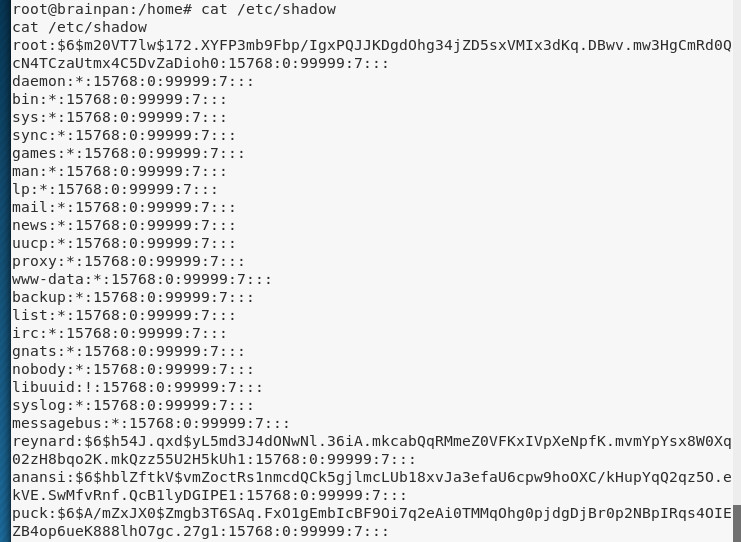 root@brainpan:/home# cat /etc/shadow
cat /etc/shadow
root:$6$m20VT7lw$172.XYFP3mb9Fbp/IgxPQJJKDgdOhg34jZD5sxVMIx3dKq.DBwv.mw3HgCmRd0Q
cN4TCzaUtmx4C5DvZaDioh0:15768:0:99999:7:::
daemon:*:15768:0:99999:7:::
bin:*:15768:0:99999:7:::
sys:*:15768:0:99999:7:::
sync:*:15768:0:99999:7:::
games:*:15768:0:99999:7:::
man:*:15768:0:99999:7:::
lp:*:15768:0:99999:7:::
mail:*:15768:0:99999:7:::
news:*:15768:0:99999:7:::
uucp:*:15768:0:99999:7:::
proxy:*:15768:0:99999:7:::
www-data:*:15768:0:99999:7:::
backup:*:15768:0:99999:7:::
list:*:15768:0:99999:7:::
irc:*:15768:0:99999:7:::
gnats:*:15768:0:99999:7:::
nobody:*:15768:0:99999:7:::
libuuid:!:15768:0:99999:7:::
syslog:*:15768:0:99999:7:::
messagebus:*:15768:0:99999:7:::
reynard:$6$h54J.qxd$yL5md3J4dONwNl.36iA.mkcabQqRMmeZ0VFKxIVpXeNpfK.mvmYpYsx8W0Xq
02zH8bqo2K.mkQzz55U2H5kUh1:15768:0:99999:7:::
anansi:$6$hblZftkV$vmZoctRs1nmcdQCk5gjlmcLUb18xvJa3efaU6cpw9hoOXC/kHupYqQ2qz5O.e
kVE.SwMfvRnf.QcB1lyDGIPE1:15768:0:99999:7:::
puck:$6$A/mZxJX0$Zmgb3T6SAq.FxO1gEmbIcBF9Oi7q2eAi0TMMqOhg0pjdgDjBr0p2NBpIRqs4OIE
ZB4op6ueK888lhO7gc.27g1:15768:0:99999:7:::